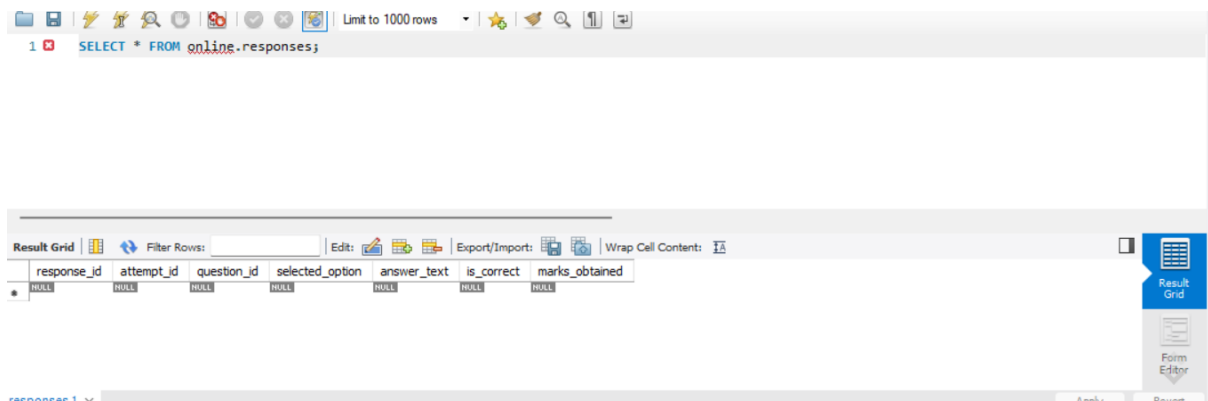 Limit to 1000 rows
1 SELECT * FROM online.responses;
Result Grid Filter Rows: Edit: Export/Import: Wrap Cell Content:
response_id attempt_id question_id selected_option answer_text is_correct marks_obtained
NULL NULL NULL NULL NULL NULL NULL
Result
Grid
Form
Editor
responses 1 Apply Revert